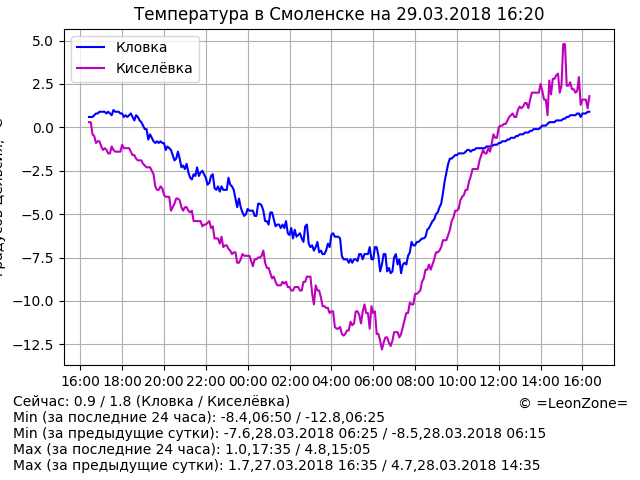 Температура в Смоленске на 29.03.2018 16:20
Кловка
Киселёвка
5.0
2.5
0.0
−2.5
−5.0
−7.5
−10.0
−12.5
16:00 18:00 20:00 22:00 00:00 02:00 04:00 06:00 08:00 10:00 12:00 14:00 16:00
Сейчас: 0.9 / 1.8 (Кловка / Киселёвка)
© =LeonZone=
Min (за последние 24 часа): -8.4,06:50 / -12.8,06:25
Min (за предыдущие сутки): -7.6,28.03.2018 06:25 / -8.5,28.03.2018 06:15
Max (за последние 24 часа): 1.0,17:35 / 4.8,15:05
Max (за предыдущие сутки): 1.7,27.03.2018 16:35 / 4.7,28.03.2018 14:35